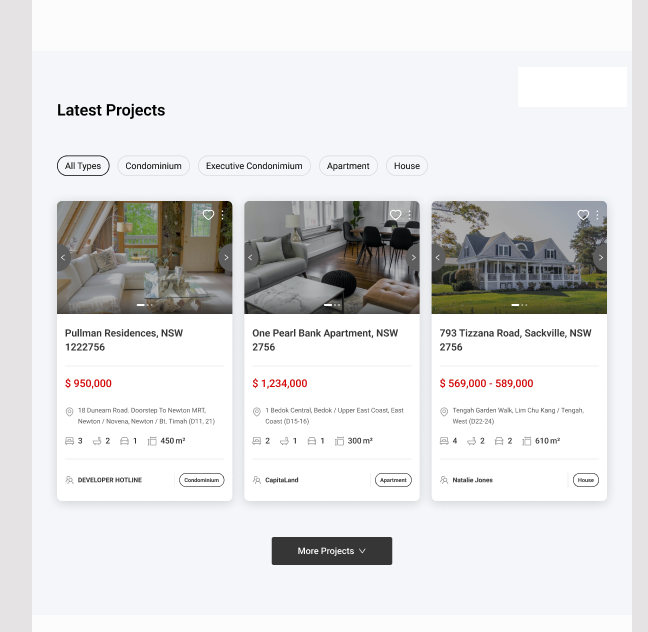 Latest Projects
All Types
Condominium
Executive Condonimium
Apartment
House
Pullman Residences, NSW
1222756
$ 950,000
18 Dunearn Road. Doorstep To Newton MRT,
Newton / Novena, Newton / Bt. Timah (D11, 21)
3 2 1 450 m²
DEVELOPER HOTLINE
Condominium
One Pearl Bank Apartment, NSW
2756
$ 1,234,000
1 Bedok Central, Bedok / Upper East Coast, East
Coast (D15-16)
2 1 1 300 m²
CapitaLand
Apartment
793 Tizzana Road, Sackville, NSW
2756
$ 569,000 - 589,000
Tengah Garden Walk, Lim Chu Kang / Tengah,
West (D22-24)
4 2 2 610 m²
Natalie Jones
House
More Projects